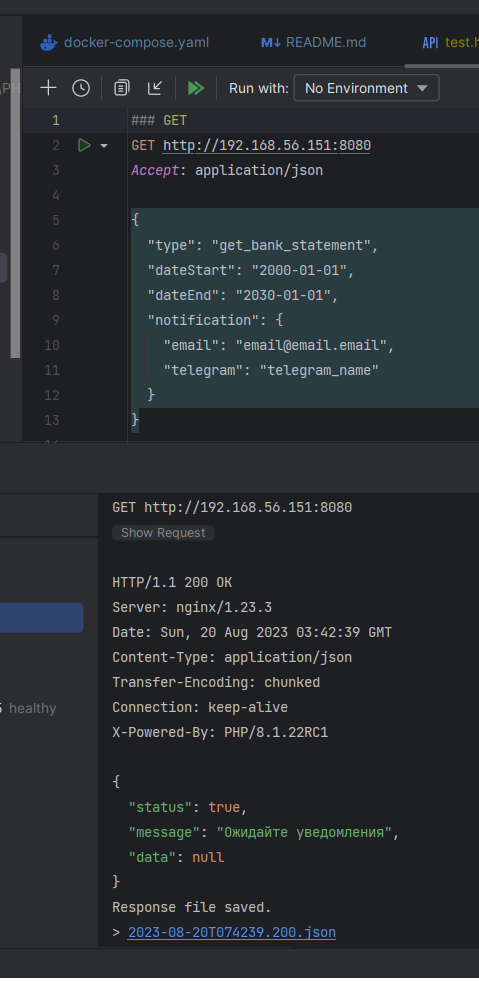 docker-compose.yaml
README.md
API test.h
Run with: No Environment
1 ### GET
2 GET http://192.168.56.151:8080
3 Accept: application/json
4
5 {
6 "type": "get_bank_statement",
7 "dateStart": "2000-01-01",
8 "dateEnd": "2030-01-01",
9 "notification": {
10 "email": "email@email.email",
11 "telegram": "telegram_name"
12 }
13 }
GET http://192.168.56.151:8080
Show Request
HTTP/1.1 200 OK
Server: nginx/1.23.3
Date: Sun, 20 Aug 2023 03:42:39 GMT
Content-Type: application/json
Transfer-Encoding: chunked
Connection: keep-alive
healthy
X-Powered-By: PHP/8.1.22RC1
{
"status": true,
"message": "Ожидайте уведомления",
"data": null
}
Response file saved.
> 2023-08-20T074239.200.json